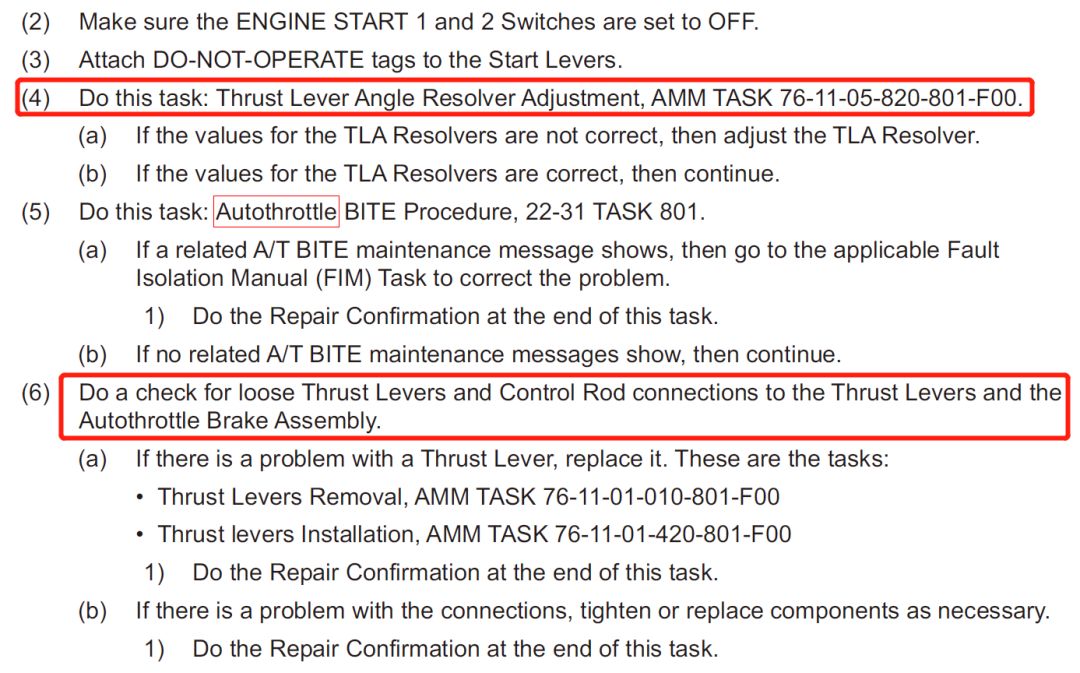 (2) Make sure the ENGINE START 1 and 2 Switches are set to OFF.
(3) Attach DO-NOT-OPERATE tags to the Start Levers.
(4) Do this task: Thrust Lever Angle Resolver Adjustment, AMM TASK 76-11-05-820-801-F00.
(a) If the values for the TLA Resolvers are not correct, then adjust the TLA Resolver.
(b) If the values for the TLA Resolvers are correct, then continue.
(5) Do this task: Autothrottle BITE Procedure, 22-31 TASK 801.
(a) If a related A/T BITE maintenance message shows, then go to the applicable Fault
Isolation Manual (FIM) Task to correct the problem.
1) Do the Repair Confirmation at the end of this task.
(b) If no related A/T BITE maintenance messages show, then continue.
(6) Do a check for loose Thrust Levers and Control Rod connections to the Thrust Levers and the
Autothrottle Brake Assembly.
(a) If there is a problem with a Thrust Lever, replace it. These are the tasks:
• Thrust Levers Removal, AMM TASK 76-11-01-010-801-F00
• Thrust levers Installation, AMM TASK 76-11-01-420-801-F00
1) Do the Repair Confirmation at the end of this task.
(b) If there is a problem with the connections, tighten or replace components as necessary.
1) Do the Repair Confirmation at the end of this task.